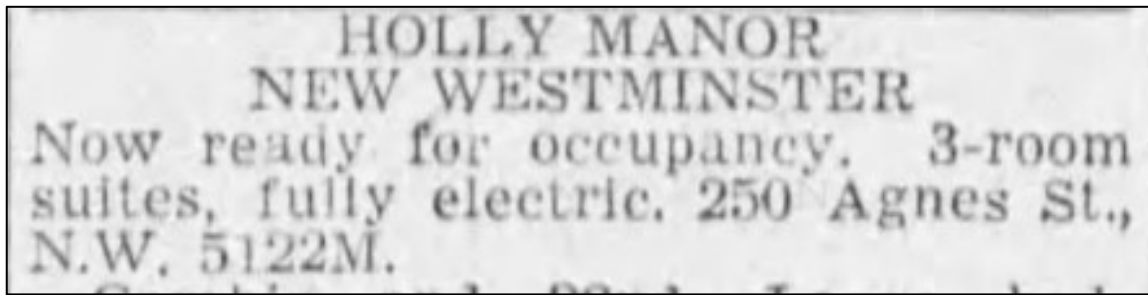 HOLLY MANOR
NEW WESTMINSTER
Now ready for occupancy. 3-room
suites, fully electric. 250 Agnes St.,
N.W. 5122M.